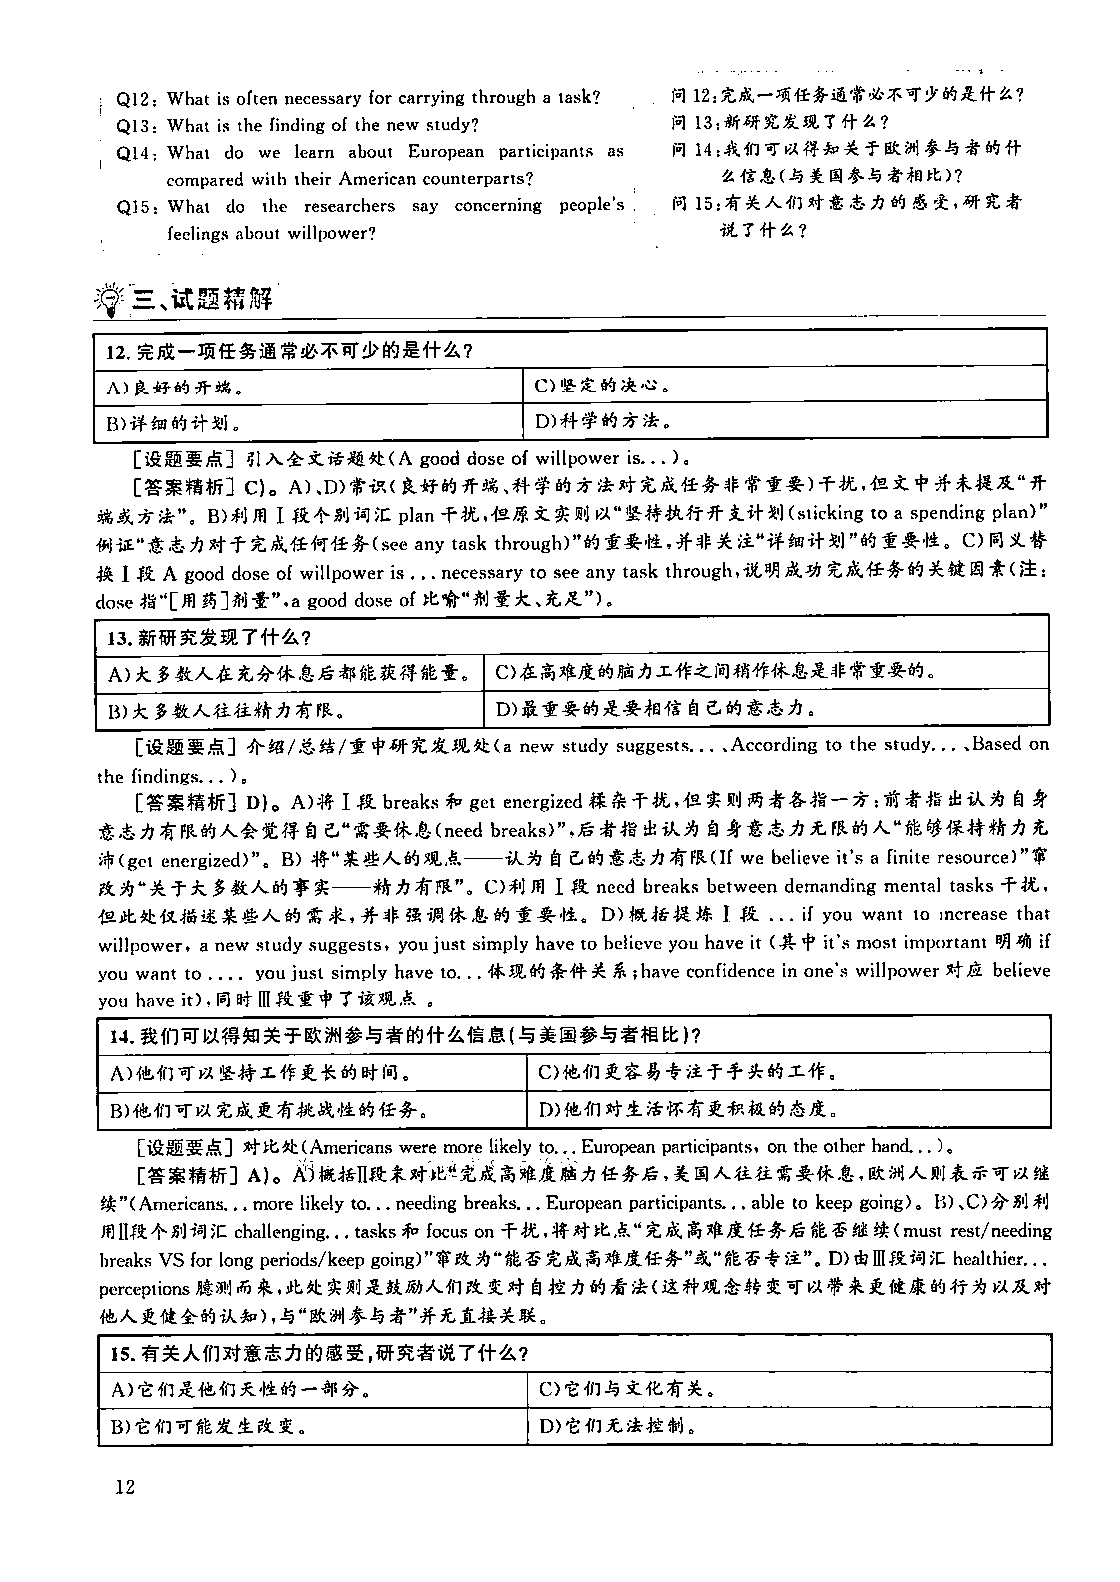 Q12: What is often necessary for carrying through a task?
问 12:完成一项任务通常必不可少的是什么?
Q13: What is the finding of the new study?
问 13:新研究发现了什么?
Q14: What do we learn about European participants as
compared with their American counterparts?
问 14:我们可以得知关于欧洲参与者的什
么信息(与美国参与者相比)?
Q15: What do the researchers say concerning people's
feelings about willpower?
问 15:有关人们对意志力的感受,研究者
说了什么?
三、试题精解
12. 完成一项任务通常必不可少的是什么?
A)良好的开端。
C)坚定的决心。
B)详细的计划。
D)科学的方法。
[设题要点] 引入全文话题处(A good dose of willpower is...)。
[答案精析] C)。A)、D)常识(良好的开端、科学的方法对完成任务非常重要)干扰,但文中并未提及“开
端或方法”。B)利用Ⅰ段个别词汇 plan 干扰,但原文实则以“坚持执行开支计划(sticking to a spending plan)”
例证“意志力对于完成任何任务(see any task through)”的重要性,并非关注“详细计划”的重要性。C)同义替
换Ⅰ段 A good dose of willpower is ... necessary to see any task through,说明成功完成任务的关键因素(注:
dose 指“[用药]剂量”,a good dose of 比喻“剂量大、充足”)。
13. 新研究发现了什么?
A)大多数人在充分休息后都能获得能量。
C)在高难度的脑力工作之间稍作休息是非常重要的。
B)大多数人往往精力有限。
D)最重要的是要相信自己的意志力。
[设题要点] 介绍/总结/重申研究发现处(a new study suggests...、According to the study...、Based on
the findings...)。
[答案精析] D)。A)将Ⅰ段 breaks 和 get energized 糅杂干扰,但实则两者各指一方:前者指出认为自身
意志力有限的人会觉得自己“需要休息(need breaks)”,后者指出认为自身意志力无限的人“能够保持精力充
沛(get energized)”。B) 将“某些人的观点——认为自己的意志力有限(If we believe it's a finite resource)”窜
改为“关于大多数人的事实——精力有限”。C)利用Ⅰ段 need breaks between demanding mental tasks 干扰,
但此处仅描述某些人的需求,并非强调休息的重要性。D)概括提炼Ⅰ段 ... if you want to increase that
willpower, a new study suggests, you just simply have to believe you have it (其中 it's most important 明确 if
you want to .... you just simply have to... 体现的条件关系;have confidence in one's willpower 对应 believe
you have it),同时Ⅲ段重申了该观点 。
14. 我们可以得知关于欧洲参与者的什么信息(与美国参与者相比)?
A)他们可以坚持工作更长的时间。
C)他们更容易专注于手头的工作。
B)他们可以完成更有挑战性的任务。
D)他们对生活怀有更积极的态度。
[设题要点] 对比处(Americans were more likely to... European participants, on the other hand...)。
[答案精析] A)。A)概括Ⅱ段末对比“完成高难度脑力任务后,美国人往往需要休息,欧洲人则表示可以继
续”(Americans... more likely to... needing breaks... European participants... able to keep going)。B)、C)分别利
用Ⅱ段个别词汇 challenging... tasks 和 focus on 干扰,将对比点“完成高难度任务后能否继续(must rest/needing
breaks VS for long periods/keep going)”窜改为“能否完成高难度任务”或“能否专注”。D)由Ⅲ段词汇 healthier...
perceptions 臆测而来,此处实则是鼓励人们改变对自控力的看法(这种观念转变可以带来更健康的行为以及对
他人更健全的认知),与“欧洲参与者”并无直接关联。
15. 有关人们对意志力的感受,研究者说了什么?
A)它们是他们天性的一部分。
C)它们与文化有关。
B)它们可能发生改变。
D)它们无法控制。
12